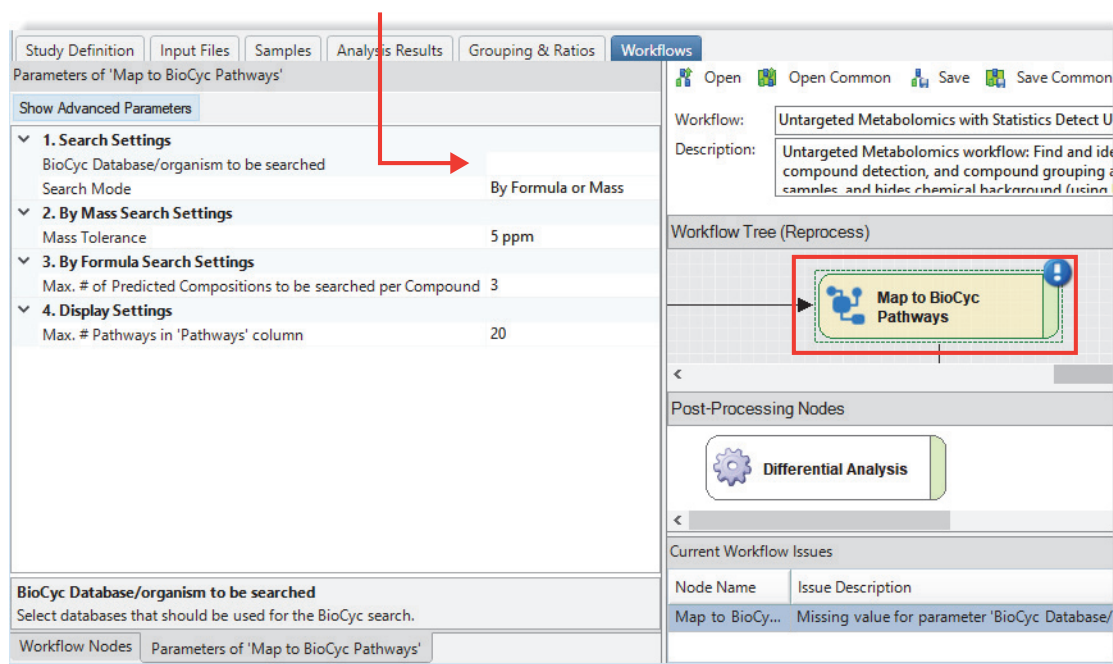 Study Definition Input Files Samples Analysis Results Grouping & Ratios Workflows
Parameters of 'Map to BioCyc Pathways'
Show Advanced Parameters
1. Search Settings
BioCyc Database/organism to be searched
Search Mode By Formula or Mass
2. By Mass Search Settings
Mass Tolerance 5 ppm
3. By Formula Search Settings
Max. # of Predicted Compositions to be searched per Compound 3
4. Display Settings
Max. # Pathways in 'Pathways' column 20
BioCyc Database/organism to be searched
Select databases that should be used for the BioCyc search.
Workflow Nodes Parameters of 'Map to BioCyc Pathways'
Open Open Common Save Save Common
Workflow: Untargeted Metabolomics with Statistics Detect U
Description: Untargeted Metabolomics workflow: Find and ide
compound detection, and compound grouping a
samples, and hides chemical background (using
Workflow Tree (Reprocess)
Map to BioCyc
Pathways
Post-Processing Nodes
Differential Analysis
Current Workflow Issues
Node Name Issue Description
Map to BioCy... Missing value for parameter 'BioCyc Database/